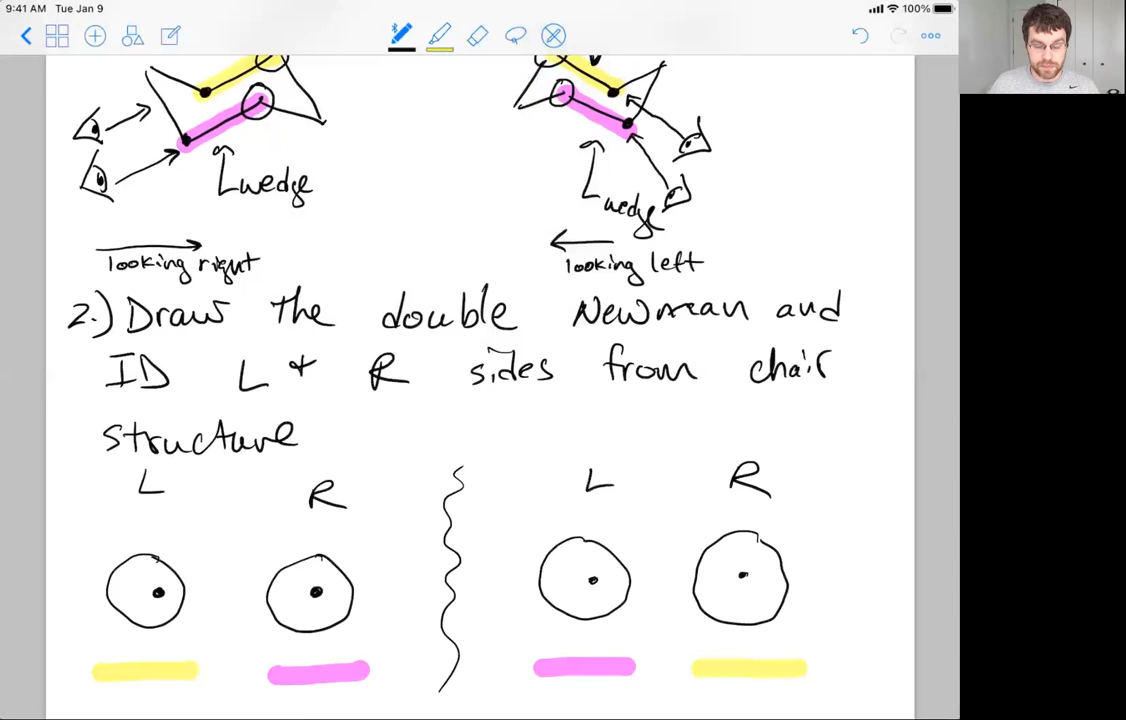 9:41 AM Tue Jan 9
100%
wedge
wedge
looking right
looking left
2.) Draw the double Newman and
ID L + R sides from chair
structure
L R L R